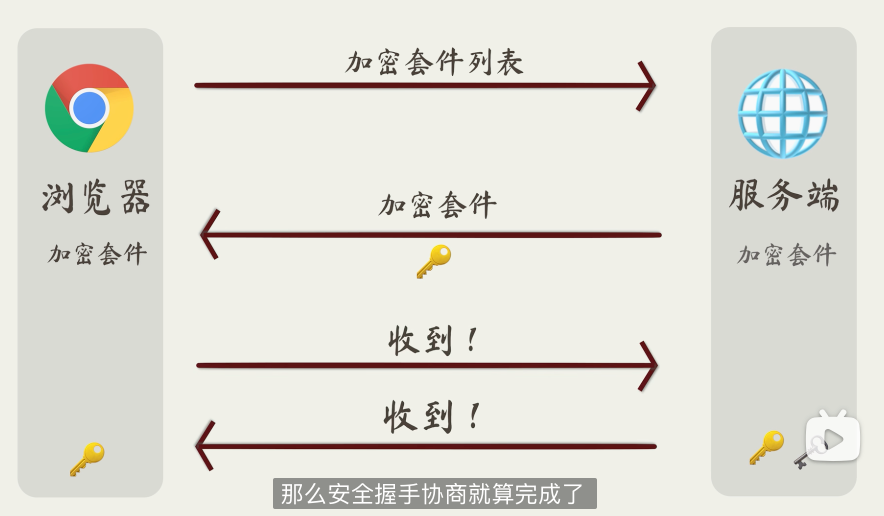 加密套件列表
浏览器
加密套件
加密套件
服务端
加密套件
收到！
收到！
那么安全握手协商就算完成了